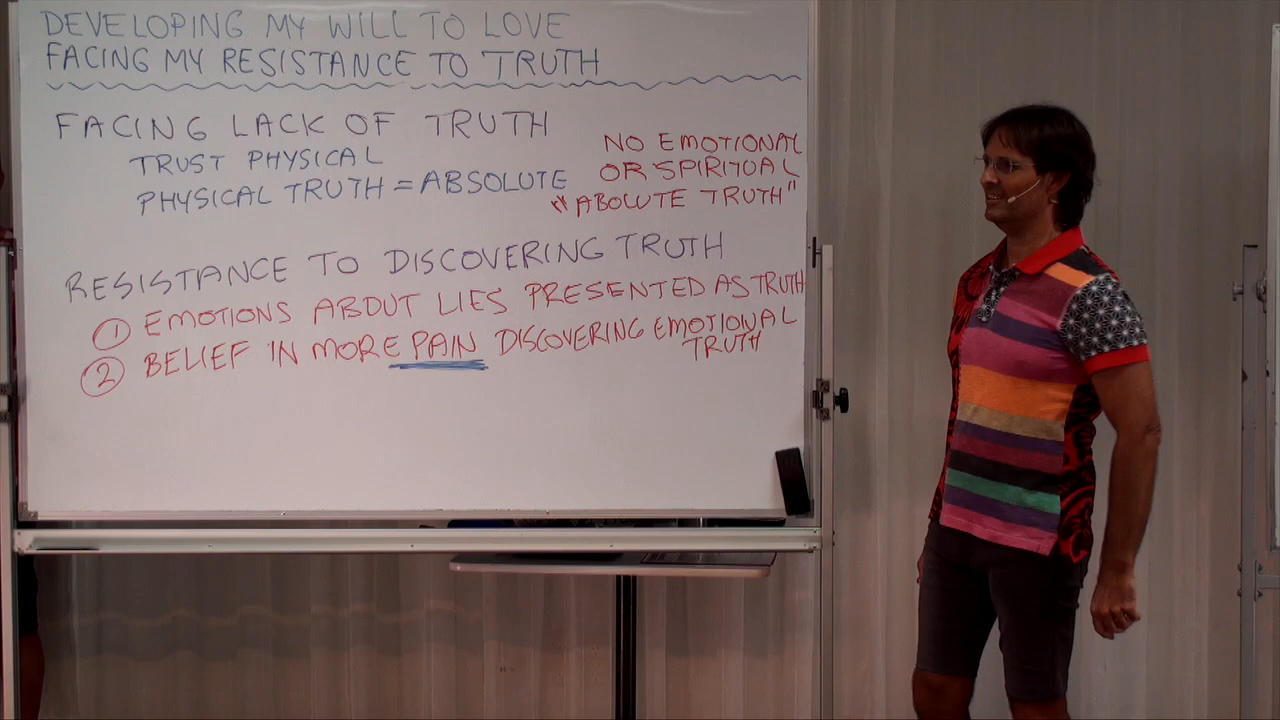 DEVELOPING MY WILL TO LOVE
FACING MY RESISTANCE TO TRUTH
FACING LACK OF TRUTH
TRUST PHYSICAL
PHYSICAL TRUTH = ABSOLUTE
NO EMOTIONAL
OR SPIRITUAL
"ABOLUTE TRUTH"
RESISTANCE TO DISCOVERING TRUTH
1 EMOTIONS ABOUT LIES PRESENTED AS TRUTH
2 BELIEF IN MORE PAIN DISCOVERING EMOTIONAL
TRUTH